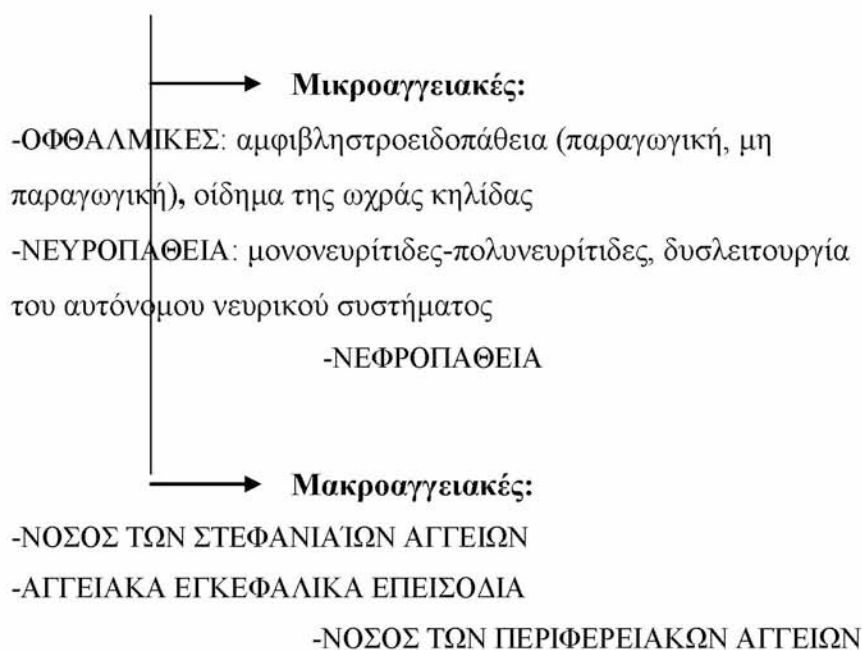 Μικροαγγειακές:
-ΟΦΘΑΛΜΙΚΕΣ: αμφιβληστροειδοπάθεια (παραγωγική, μη
παραγωγική), οίδημα της ωχράς κηλίδας
-ΝΕΥΡΟΠΑΘΕΙΑ: μονονευρίτιδες-πολυνευρίτιδες, δυσλειτουργία
του αυτόνομου νευρικού συστήματος
-ΝΕΦΡΟΠΑΘΕΙΑ
Μακροαγγειακές:
-ΝΟΣΟΣ ΤΩΝ ΣΤΕΦΑΝΙΑΊΩΝ ΑΓΓΕΙΩΝ
-ΑΓΓΕΙΑΚΑ ΕΓΚΕΦΑΛΙΚΑ ΕΠΕΙΣΟΔΙΑ
-ΝΟΣΟΣ ΤΩΝ ΠΕΡΙΦΕΡΕΙΑΚΩΝ ΑΓΓΕΙΩΝ